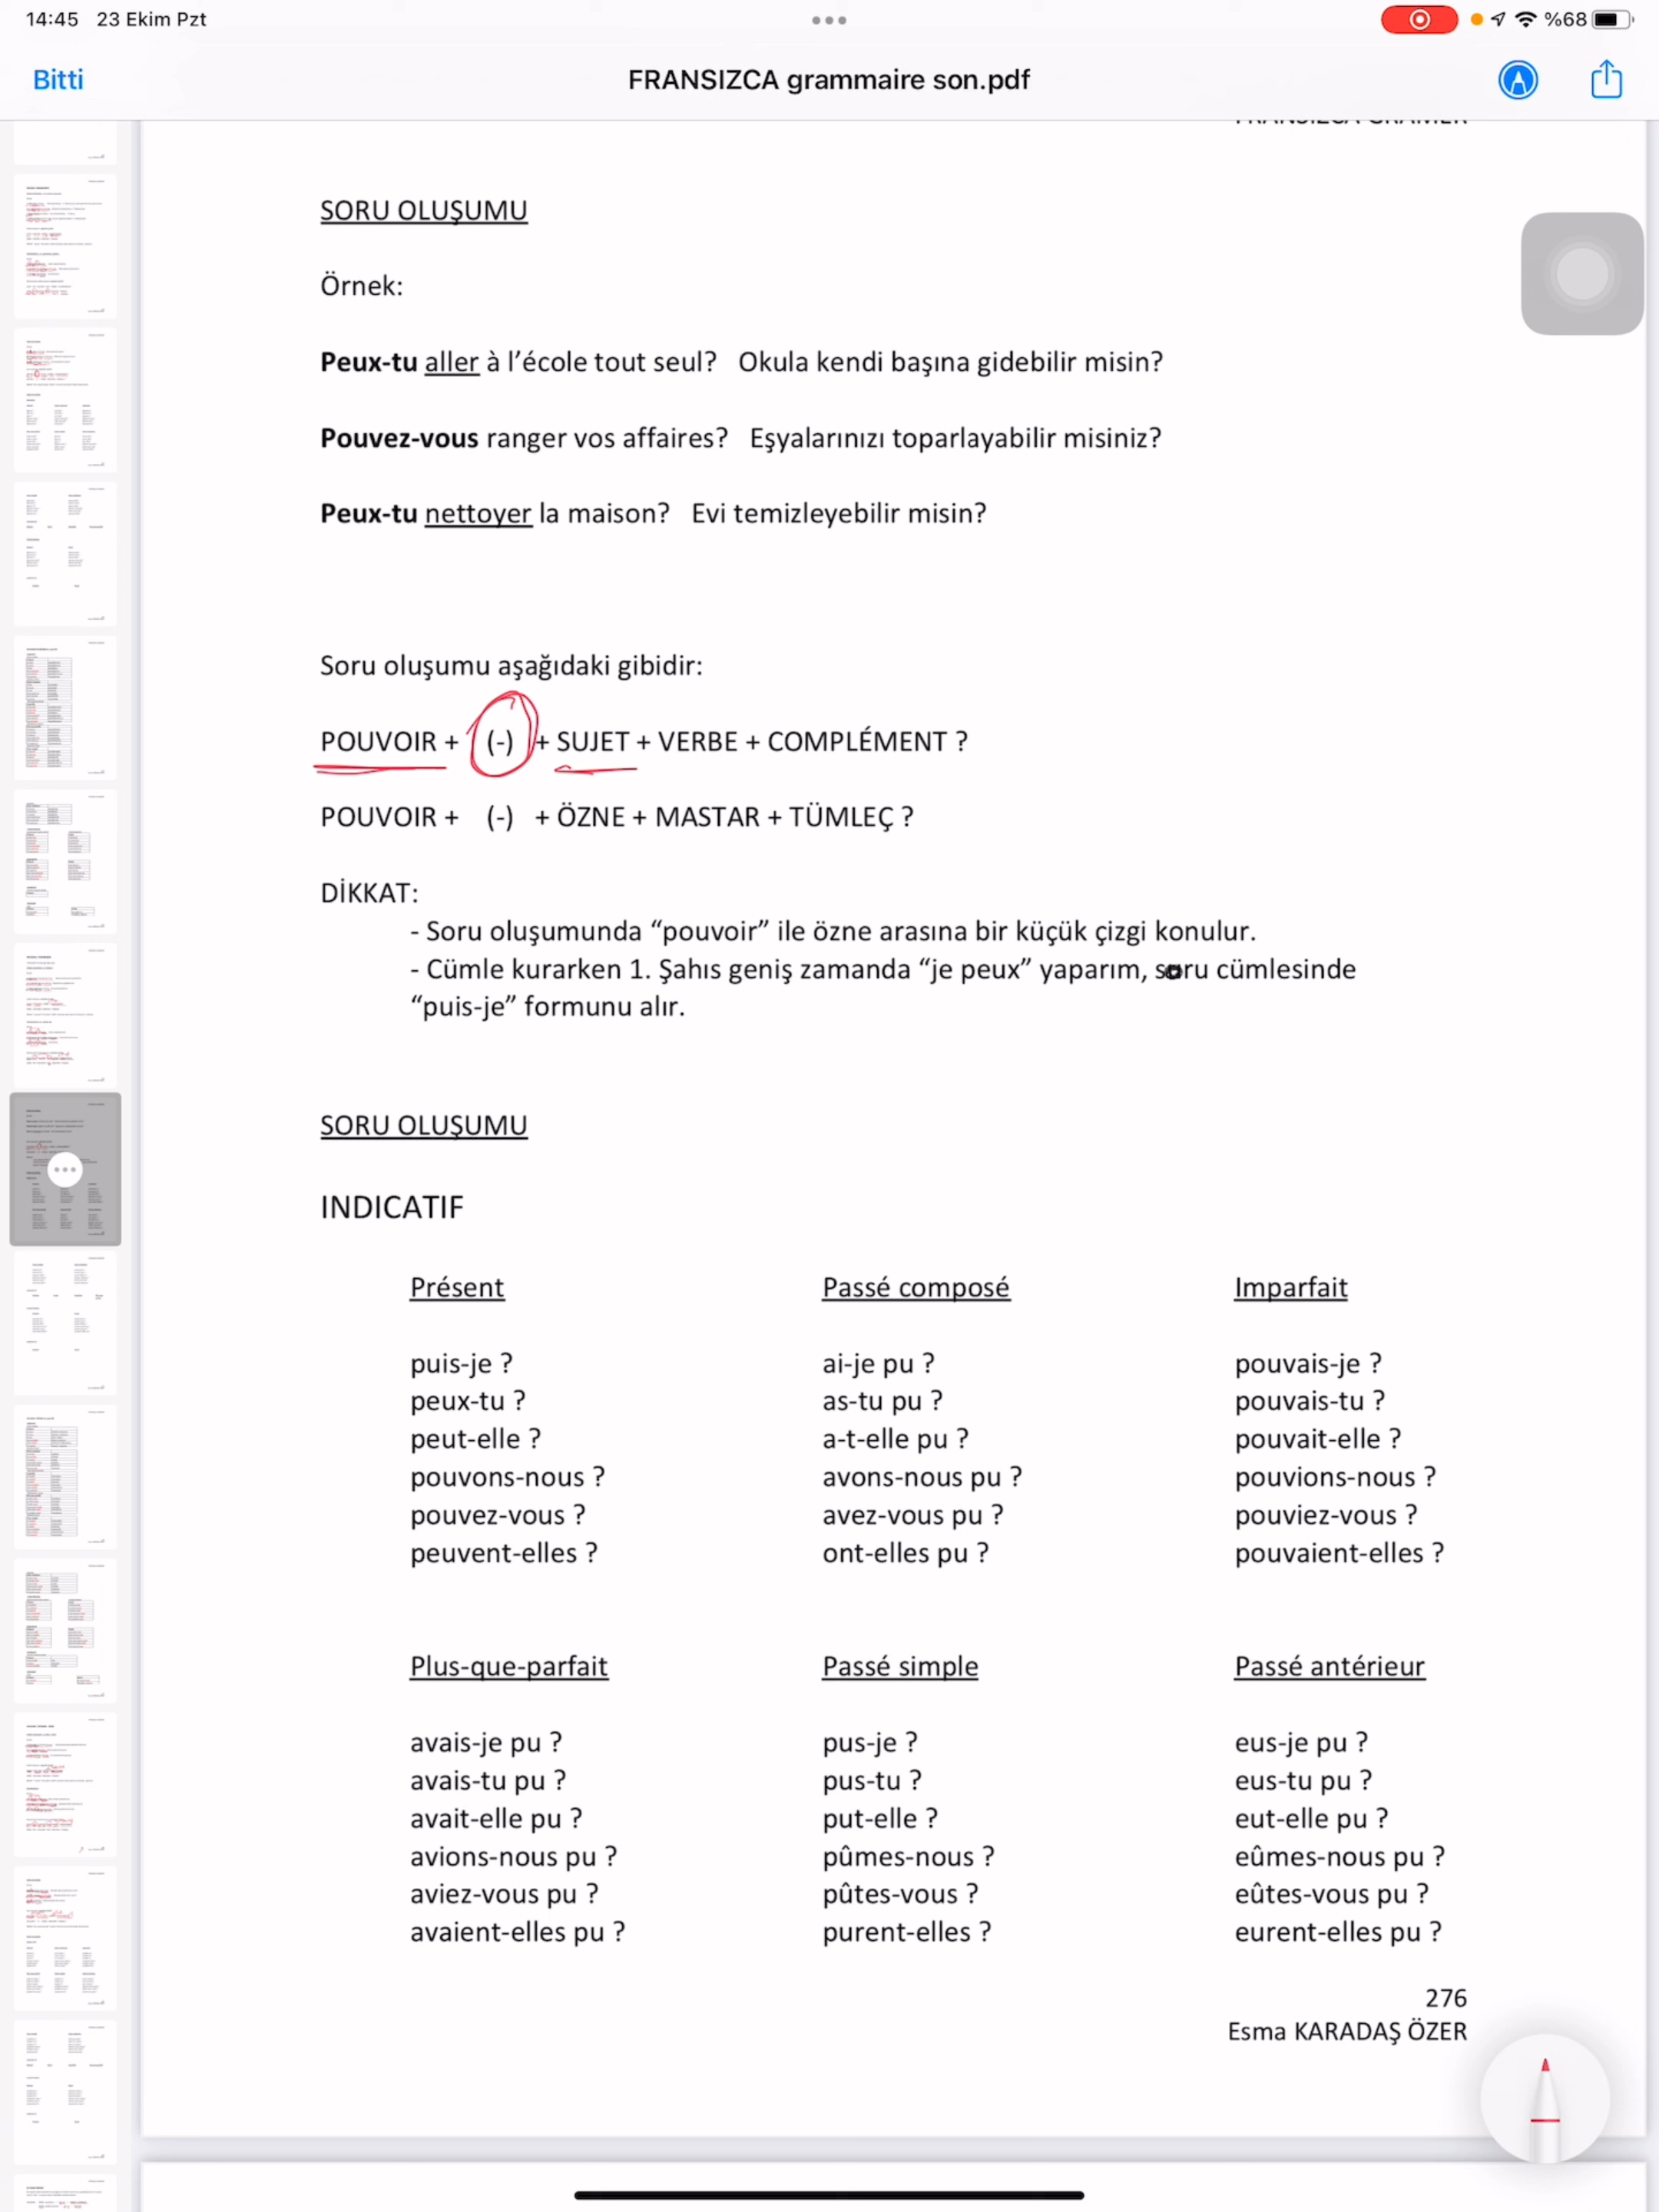 14:45 23 Ekim Pzt
%68
Bitti
FRANSIZCA grammaire son.pdf
SORU OLUŞUMU
Örnek:
Peux-tu aller à l’école tout seul? Okula kendi başına gidebilir misin?
Pouvez-vous ranger vos affaires? Eşyalarınızı toparlayabilir misiniz?
Peux-tu nettoyer la maison? Evi temizleyebilir misin?
Soru oluşumu aşağıdaki gibidir:
POUVOIR + (-) + SUJET + VERBE + COMPLÉMENT ?
POUVOIR + (-) + ÖZNE + MASTAR + TÜMLEÇ ?
DİKKAT:
- Soru oluşumunda “pouvoir” ile özne arasına bir küçük çizgi konulur.
- Cümle kurarken 1. Şahıs geniş zamanda “je peux” yaparım, soru cümlesinde
“puis-je” formunu alır.
SORU OLUŞUMU
INDICATIF
Présent Passé composé Imparfait
puis-je ? ai-je pu ? pouvais-je ?
peux-tu ? as-tu pu ? pouvais-tu ?
peut-elle ? a-t-elle pu ? pouvait-elle ?
pouvons-nous ? avons-nous pu ? pouvions-nous ?
pouvez-vous ? avez-vous pu ? pouviez-vous ?
peuvent-elles ? ont-elles pu ? pouvaient-elles ?
Plus-que-parfait Passé simple Passé antérieur
avais-je pu ? pus-je ? eus-je pu ?
avais-tu pu ? pus-tu ? eus-tu pu ?
avait-elle pu ? put-elle ? eut-elle pu ?
avions-nous pu ? pûmes-nous ? eûmes-nous pu ?
aviez-vous pu ? pûtes-vous ? eûtes-vous pu ?
avaient-elles pu ? purent-elles ? eurent-elles pu ?
276
Esma KARADAŞ ÖZER